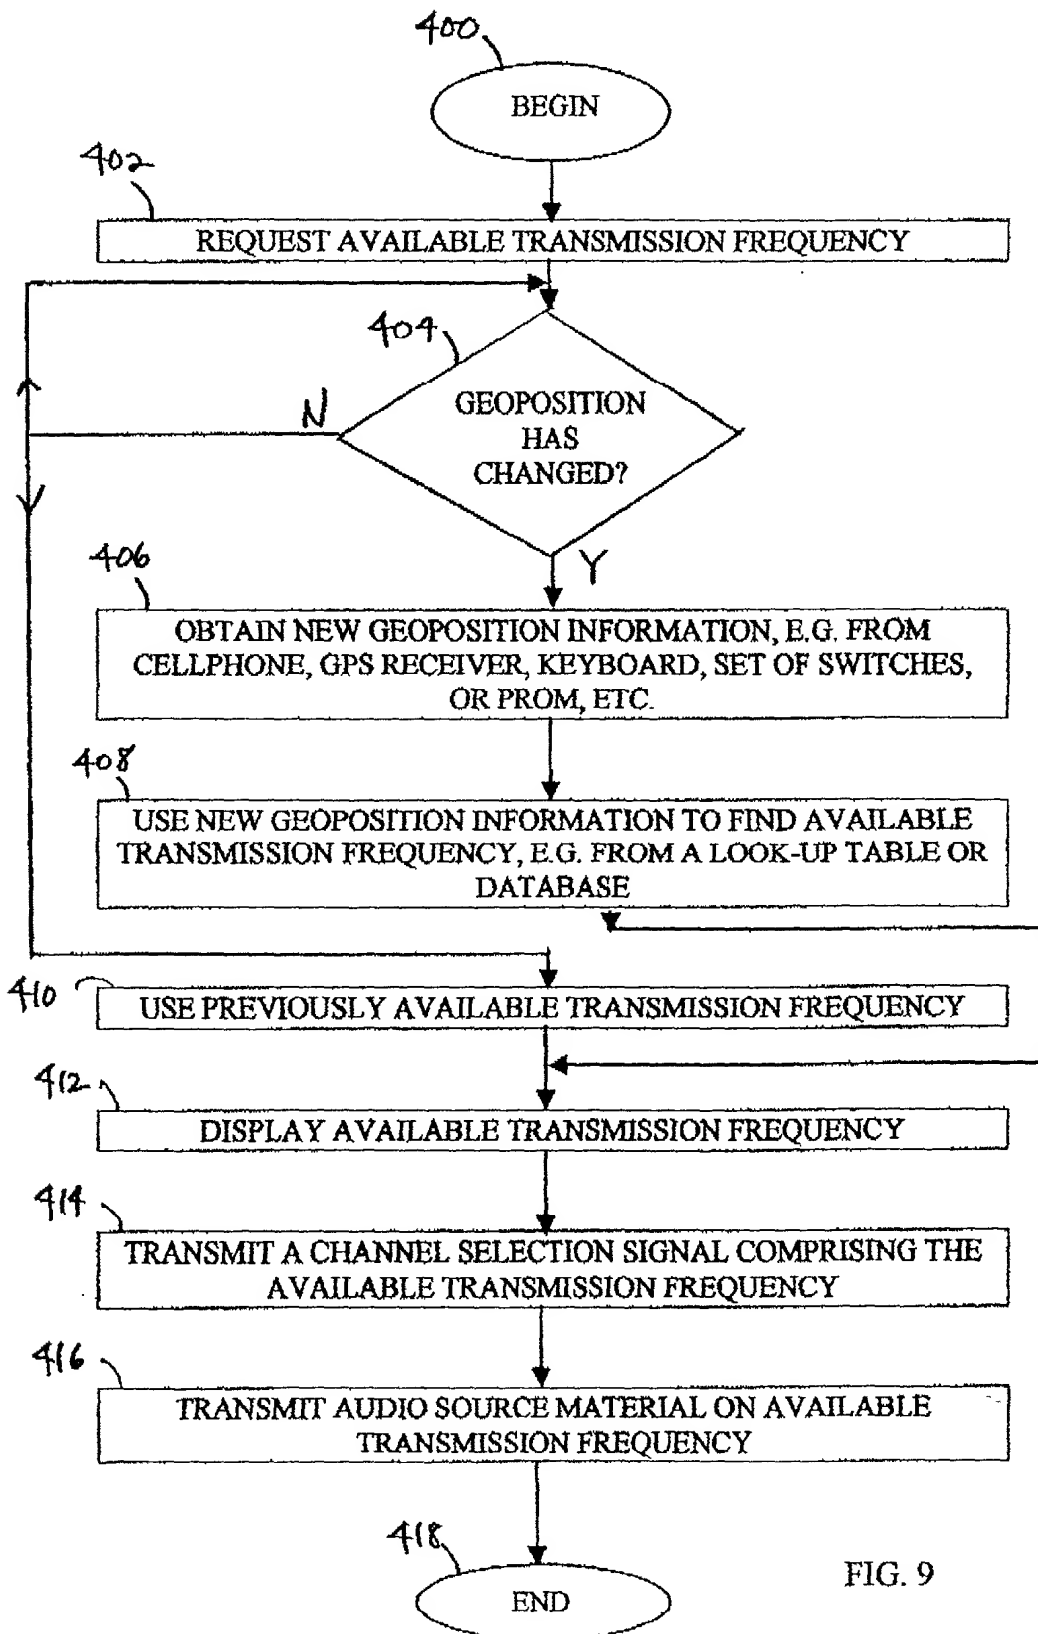 400
BEGIN
402
REQUEST AVAILABLE TRANSMISSION FREQUENCY
404
GEOPOSITION
HAS
CHANGED?
N
Y
406
OBTAIN NEW GEOPOSITION INFORMATION, E.G. FROM
CELLPHONE, GPS RECEIVER, KEYBOARD, SET OF SWITCHES,
OR PROM, ETC.
408
USE NEW GEOPOSITION INFORMATION TO FIND AVAILABLE
TRANSMISSION FREQUENCY, E.G. FROM A LOOK-UP TABLE OR
DATABASE
410
USE PREVIOUSLY AVAILABLE TRANSMISSION FREQUENCY
412
DISPLAY AVAILABLE TRANSMISSION FREQUENCY
414
TRANSMIT A CHANNEL SELECTION SIGNAL COMPRISING THE
AVAILABLE TRANSMISSION FREQUENCY
416
TRANSMIT AUDIO SOURCE MATERIAL ON AVAILABLE
TRANSMISSION FREQUENCY
418
END
FIG. 9